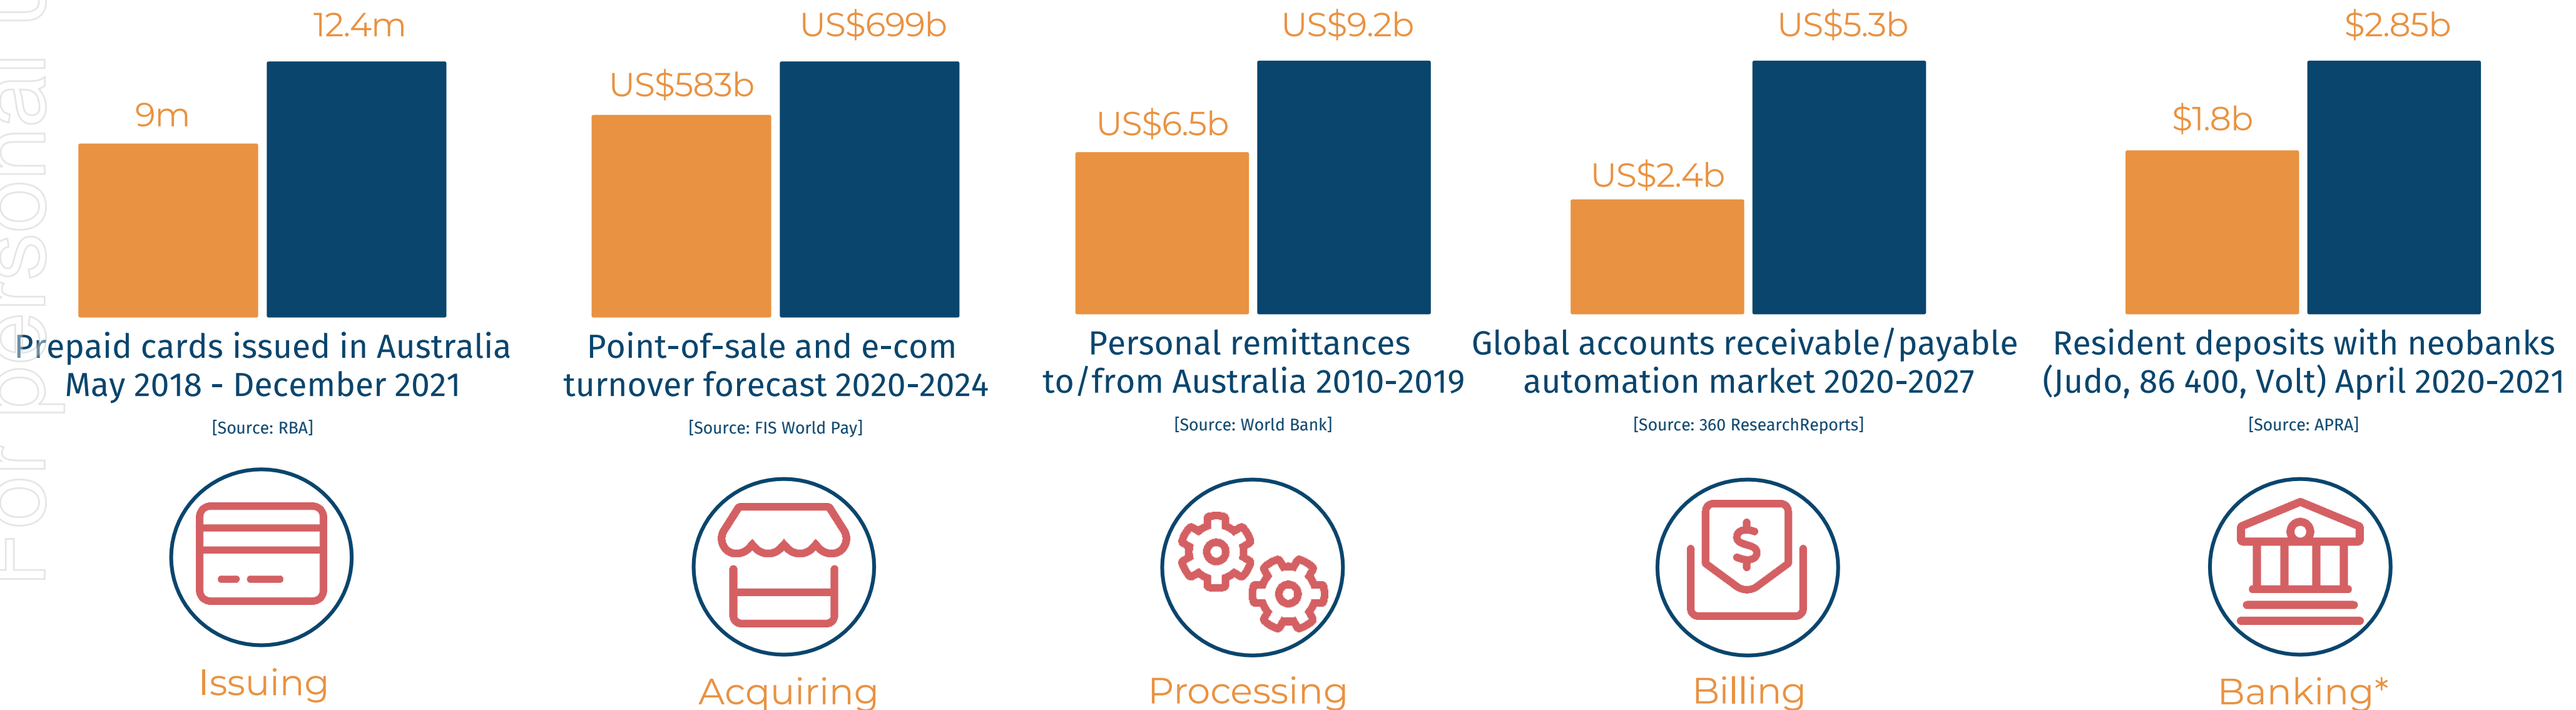 For personal u
12.4m
9m
Prepaid cards issued in Australia
May 2018 - December 2021
[Source: RBA]
Issuing
US$699b
US$583b
Point-of-sale and e-com
turnover forecast 2020-2024
[Source: FIS World Pay]
Acquiring
US$9.2b
US$6.5b
Personal remittances
to/from Australia 2010-2019
[Source: World Bank]
Processing
US$5.3b
US$2.4b
Global accounts receivable/payable
automation market 2020-2027
[Source: 360 ResearchReports]
$
Billing
$2.85b
$1.8b
Resident deposits with neobanks
(Judo, 86 400, Volt) April 2020-2021
[Source: APRA]
Banking*